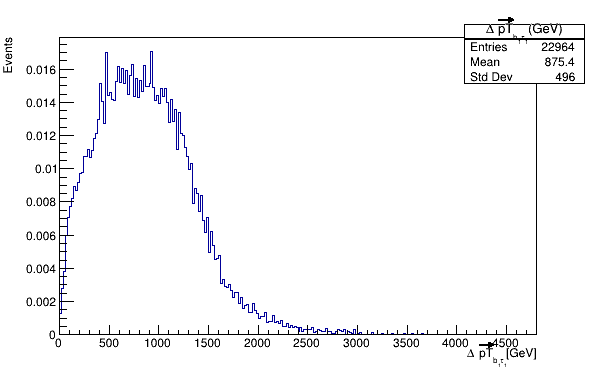 Δ pT b₁τ₁ (GeV)
Entries 22964
Mean 875.4
Std Dev 496
Events
0.016
0.014
0.012
0.01
0.008
0.006
0.004
0.002
0
0 500 1000 1500 2000 2500 3000 3500 4000 4500
Δ pT b₁τ₁ [GeV]